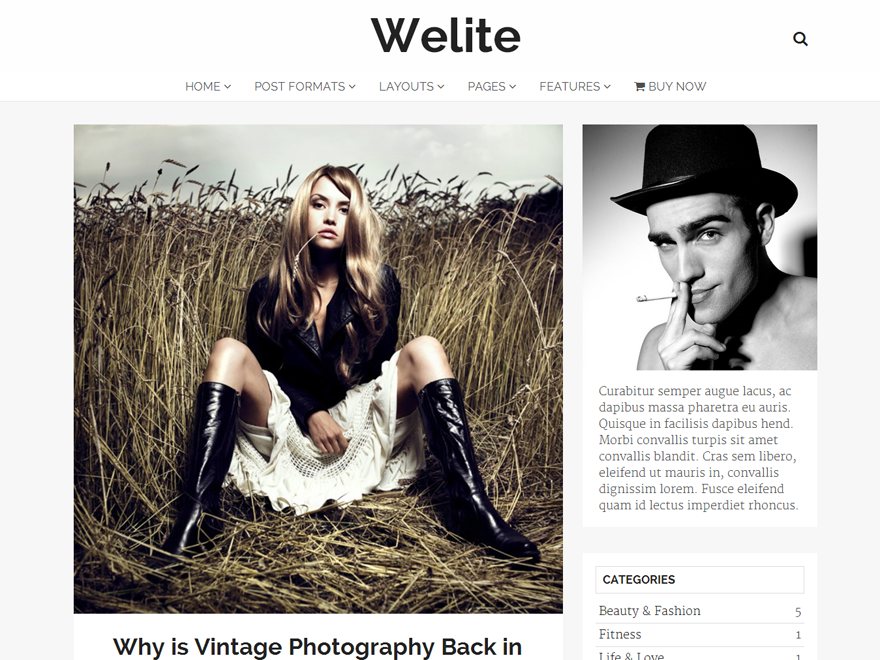 Welite
HOME
POST FORMATS
LAYOUTS
PAGES
FEATURES
BUY NOW
Curabitur semper augue lacus, ac
dapibus massa pharetra eu auris.
Quisque in facilisis dapibus hend.
Morbi convallis turpis sit amet
convallis blandit. Cras sem libero,
eleifend ut mauris in, convallis
dignissim lorem. Fusce eleifend
quam id lectus imperdiet rhoncus.
CATEGORIES
Beauty & Fashion 5
Fitness 1
Life & Love 1
Why is Vintage Photography Back in